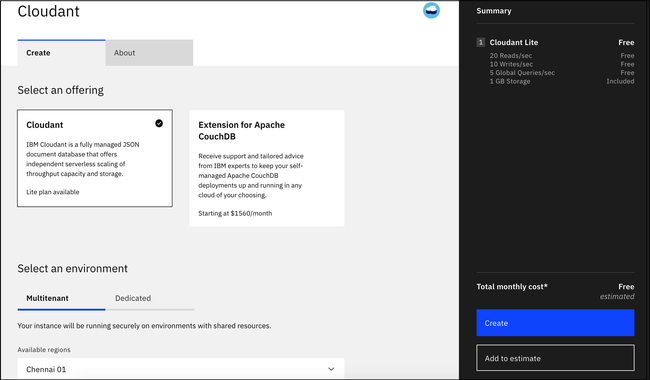 Cloudant
Create
About
Select an offering
Cloudant
IBM Cloudant is a fully managed JSON
document database that offers
independent serverless scaling of
throughput capacity and storage.
Lite plan available
Extension for Apache
CouchDB
Receive support and tailored advice
from IBM experts to keep your self-
managed Apache CouchDB
deployments up and running in any
cloud of your choosing.
Starting at $1560/month
Select an environment
Multitenant
Dedicated
Your instance will be running securely on environments with shared resources.
Available regions
Chennai 01
Summary
1 Cloudant Lite Free
20 Reads/sec Free
10 Writes/sec Free
5 Global Queries/sec Free
1 GB Storage Included
Total monthly cost* Free
estimated
Create
Add to estimate